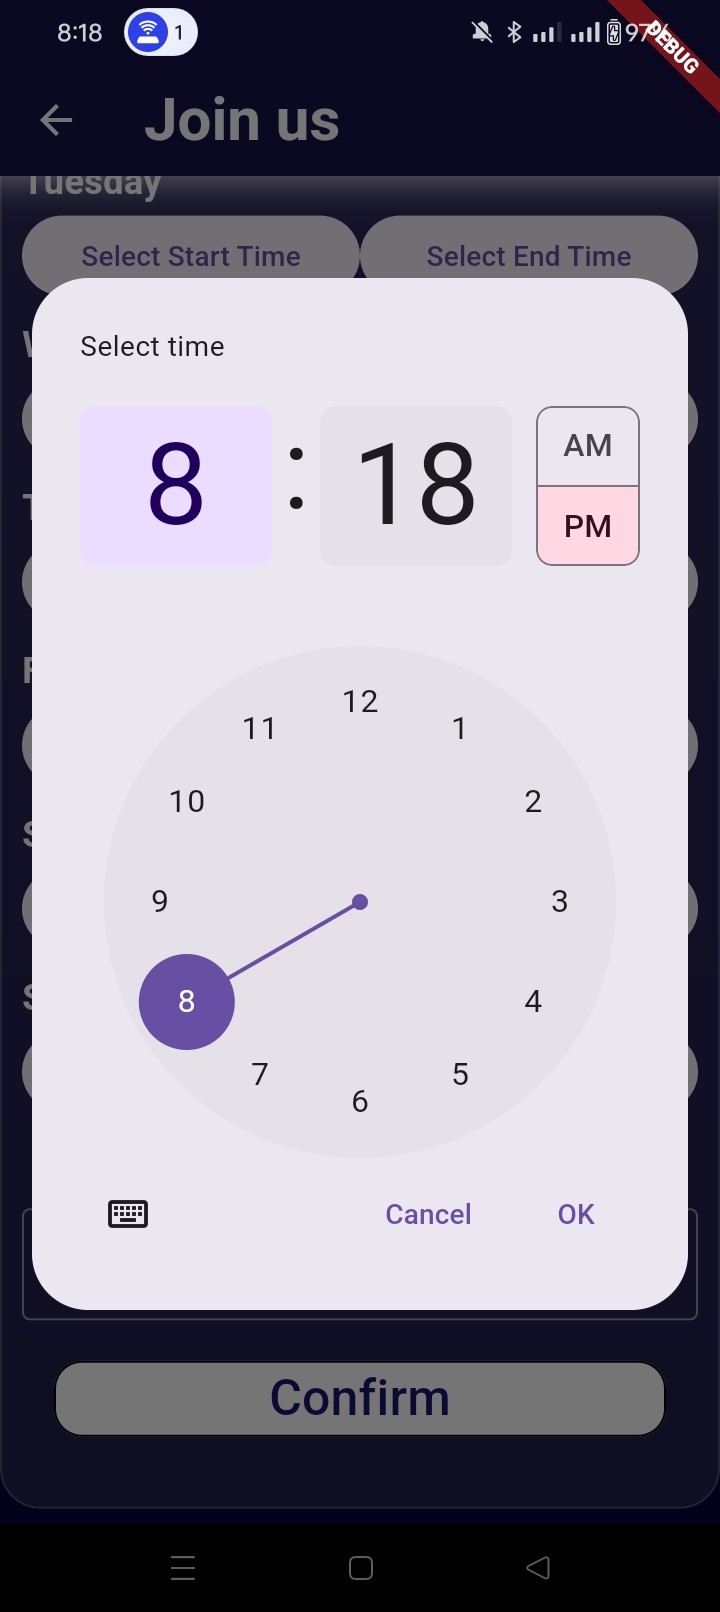 8:18 1 97
DEBUG
Join us
Tuesday
Select Start Time Select End Time
Select time
8 : 18 AM
PM
12
11 1
10 2
9 3
8 4
7 5
6
Cancel OK
Confirm